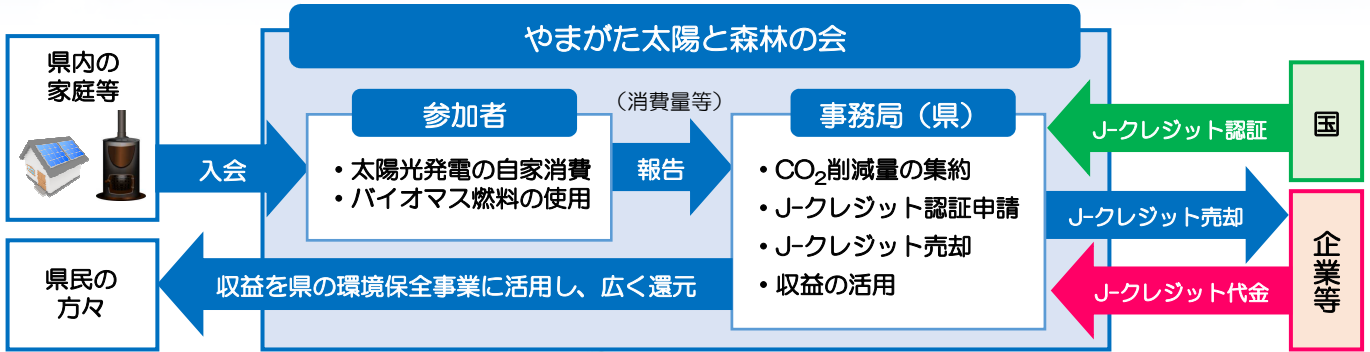 やまがた太陽と森林の会
県内の
家庭等
入会
参加者
・太陽光発電の自家消費
・バイオマス燃料の使用
（消費量等）
報告
事務局（県）
・CO₂削減量の集約
・J-クレジット認証申請
・J-クレジット売却
・収益の活用
J-クレジット認証
国
J-クレジット売却
J-クレジット代金
企業等
収益を県の環境保全事業に活用し、広く還元
県民の
方々